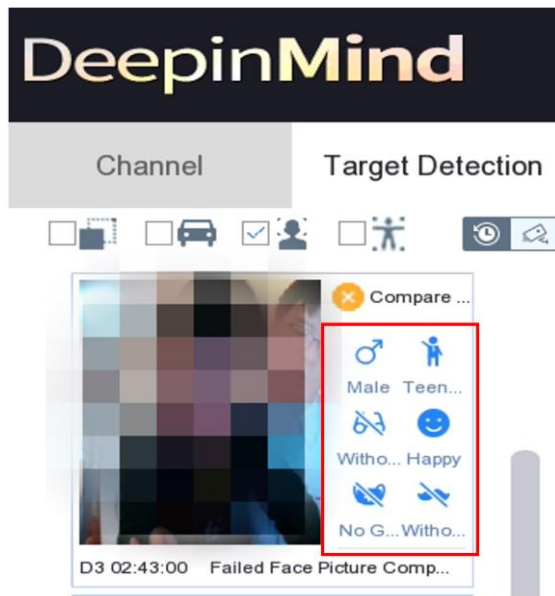 DeepinMind
Channel Target Detection
Compare ...
Male Teen...
Witho... Happy
No G... Witho...
D3 02:43:00 Failed Face Picture Comp...